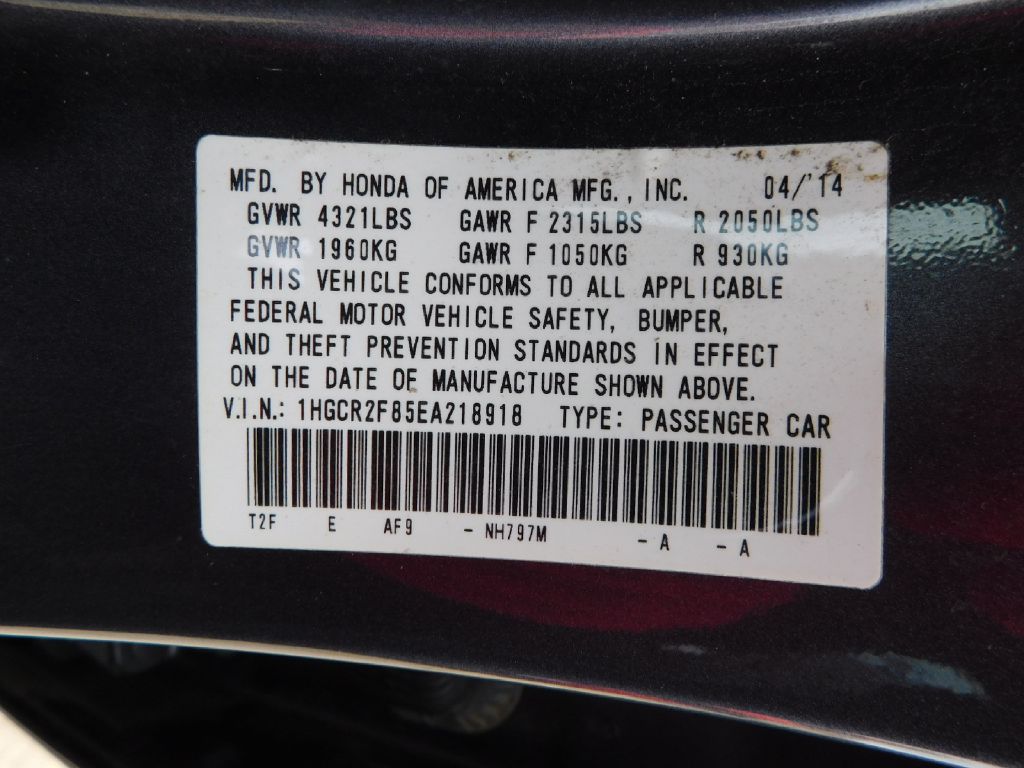 MFD. BY HONDA OF AMERICA MFG., INC. 04/'14
GVWR 4321LBS GAWR F 2315LBS R 2050LBS
GVWR 1960KG GAWR F 1050KG R 930KG
THIS VEHICLE CONFORMS TO ALL APPLICABLE
FEDERAL MOTOR VEHICLE SAFETY, BUMPER,
AND THEFT PREVENTION STANDARDS IN EFFECT
ON THE DATE OF MANUFACTURE SHOWN ABOVE.
V.I.N.: 1HGCR2F85EA218918 TYPE: PASSENGER CAR
T2F E AF9 - NH797M - A - A